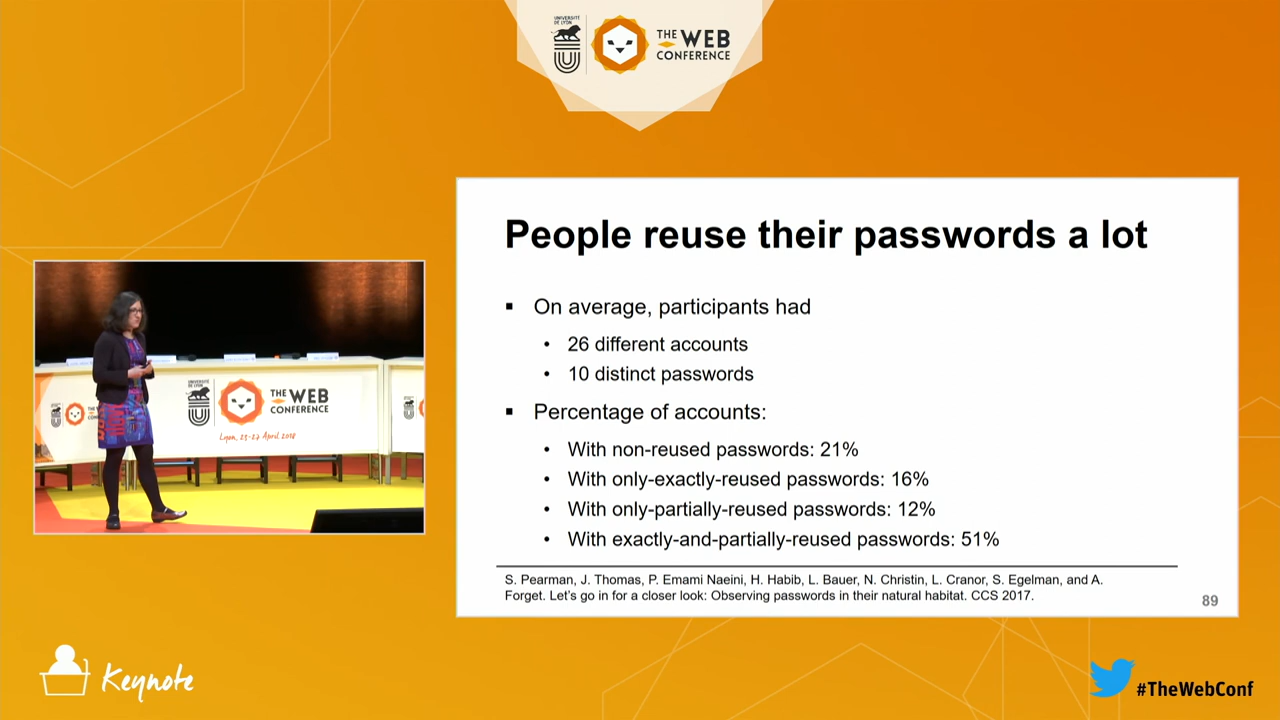 UNIVERSITÉ
DE LYON
THE WEB
CONFERENCE
People reuse their passwords a lot
▪ On average, participants had
• 26 different accounts
• 10 distinct passwords
▪ Percentage of accounts:
• With non-reused passwords: 21%
• With only-exactly-reused passwords: 16%
• With only-partially-reused passwords: 12%
• With exactly-and-partially-reused passwords: 51%
S. Pearman, J. Thomas, P. Emami Naeini, H. Habib, L. Bauer, N. Christin, L. Cranor, S. Egelman, and A.
Forget. Let's go in for a closer look: Observing passwords in their natural habitat. CCS 2017.
89
UNIVERSITÉ
DE LYON
THE WEB
CONFERENCE
Lyon, 23-27 April 2018
Keynote
#TheWebConf